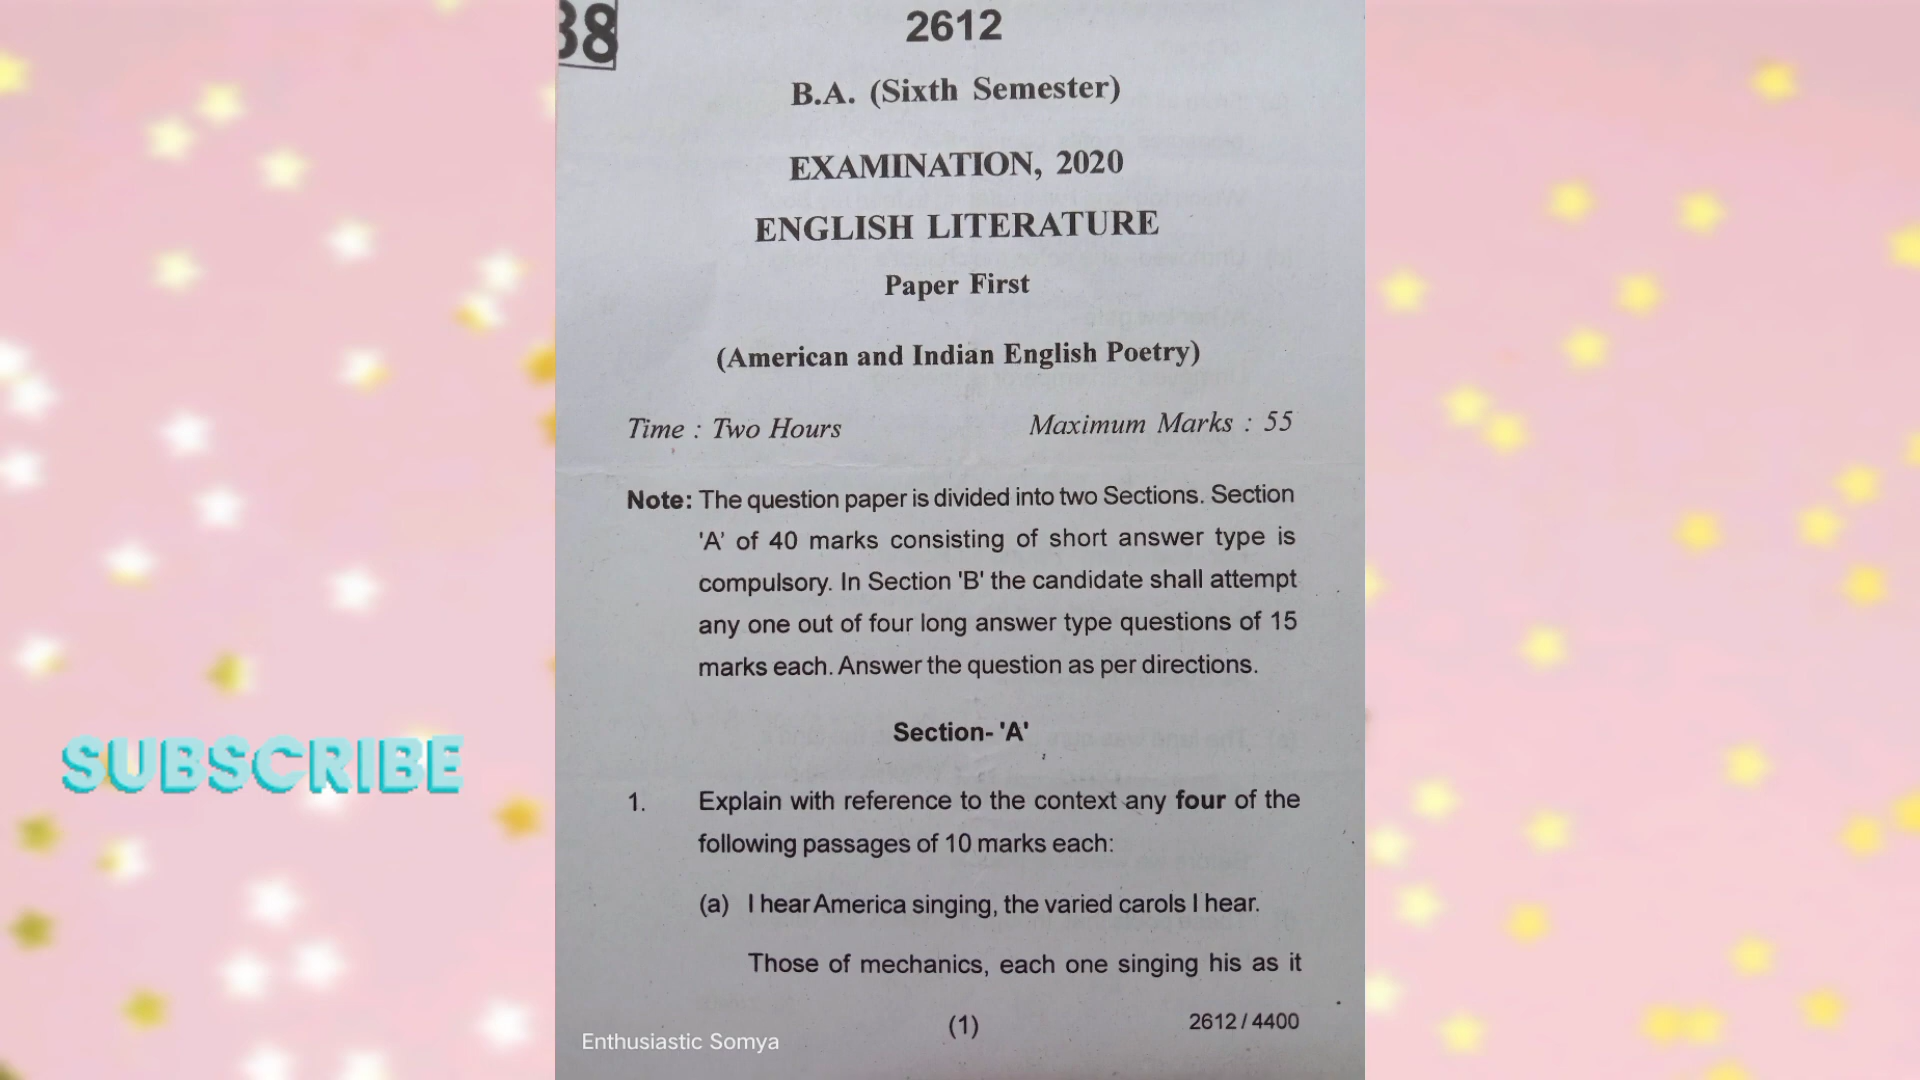 38
2612
B.A. (Sixth Semester)
EXAMINATION, 2020
ENGLISH LITERATURE
Paper First
(American and Indian English Poetry)
Time : Two Hours Maximum Marks : 55
Note: The question paper is divided into two Sections. Section
'A' of 40 marks consisting of short answer type is
compulsory. In Section 'B' the candidate shall attempt
any one out of four long answer type questions of 15
marks each. Answer the question as per directions.
Section- 'A'
1. Explain with reference to the context any four of the
following passages of 10 marks each:
(a) I hear America singing, the varied carols I hear.
Those of mechanics, each one singing his as it
(1) 2612/4400
Enthusiastic Somya
SUBSCRIBE